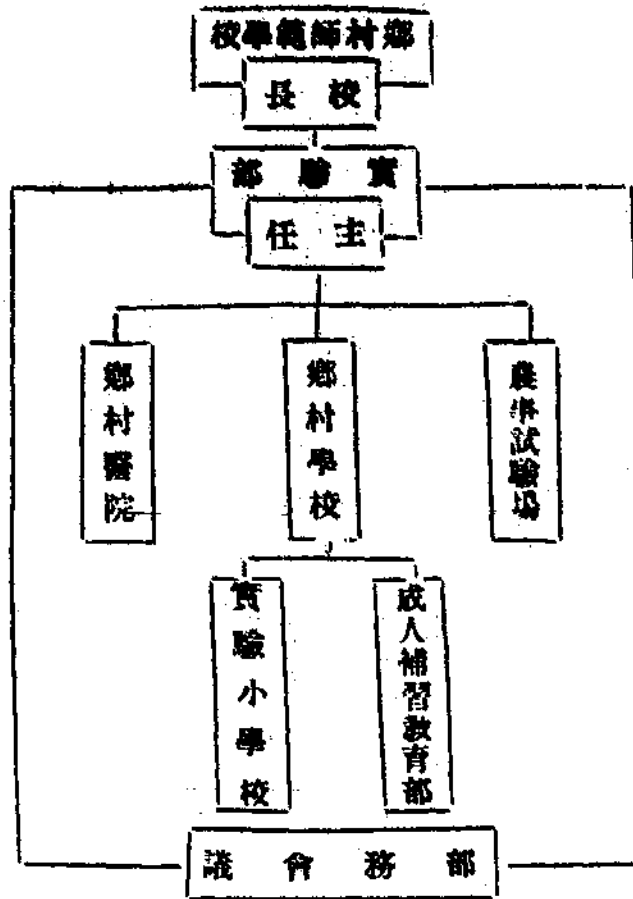 鄉村師範學校
校長
實驗部
主任
農事試驗場
鄉村學校
鄉村醫院
成人補習教育部
實驗小學校
部務會議